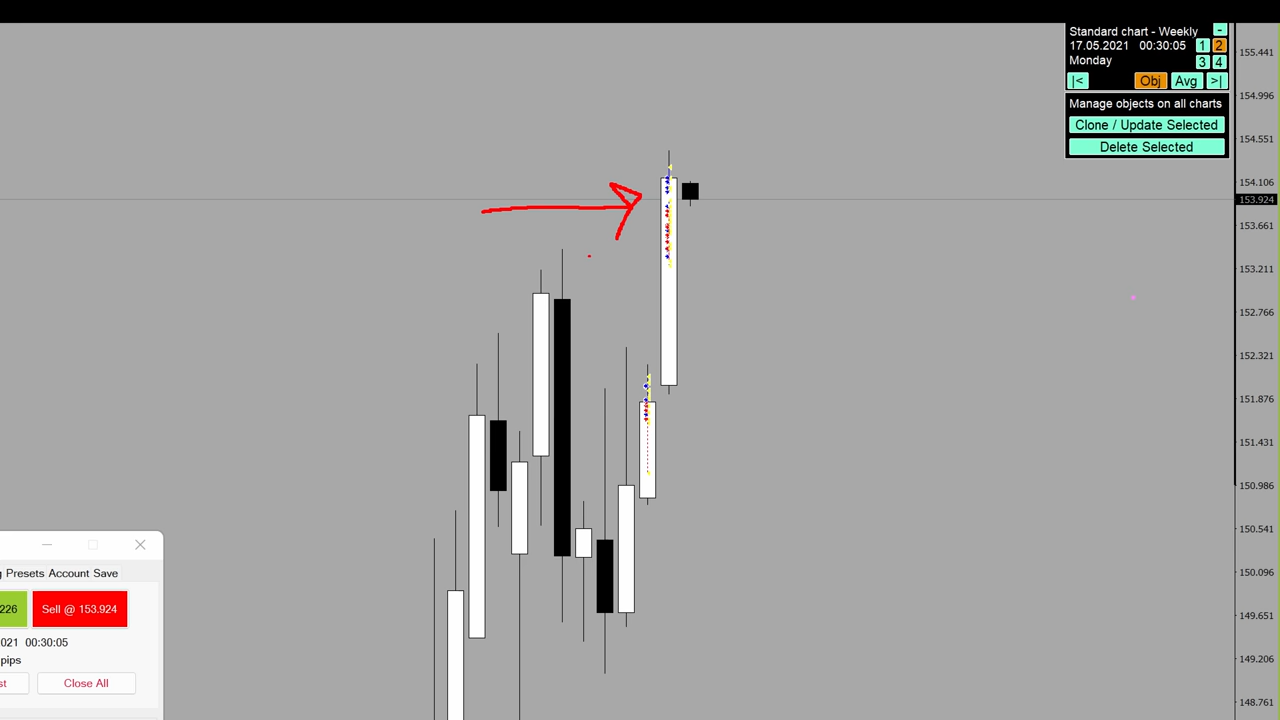 Standard chart - Weekly
-
17.05.2021 00:30:05
1 2
Monday
3 4
|< Obj Avg >|
Manage objects on all charts
Clone / Update Selected
Delete Selected
155.441
154.996
154.551
154.106
153.924
153.661
153.211
152.766
152.321
151.876
151.431
150.986
150.541
150.096
149.651
149.206
148.761
Presets Account Save
226
Sell @ 153.924
021 00:30:05
pips
st
Close All